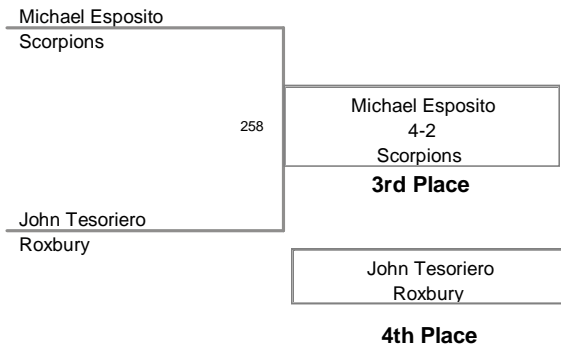 Michael Esposito
Scorpions
258
Michael Esposito
4-2
Scorpions
3rd Place
John Tesoriero
Roxbury
John Tesoriero
Roxbury
4th Place